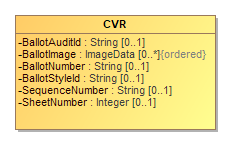 CVR
-BallotAuditId : String [0..1]
-BallotImage : ImageData [0..*]{ordered}
-BallotNumber : String [0..1]
-BallotStyleId : String [0..1]
-SequenceNumber : String [0..1]
-SheetNumber : Integer [0..1]